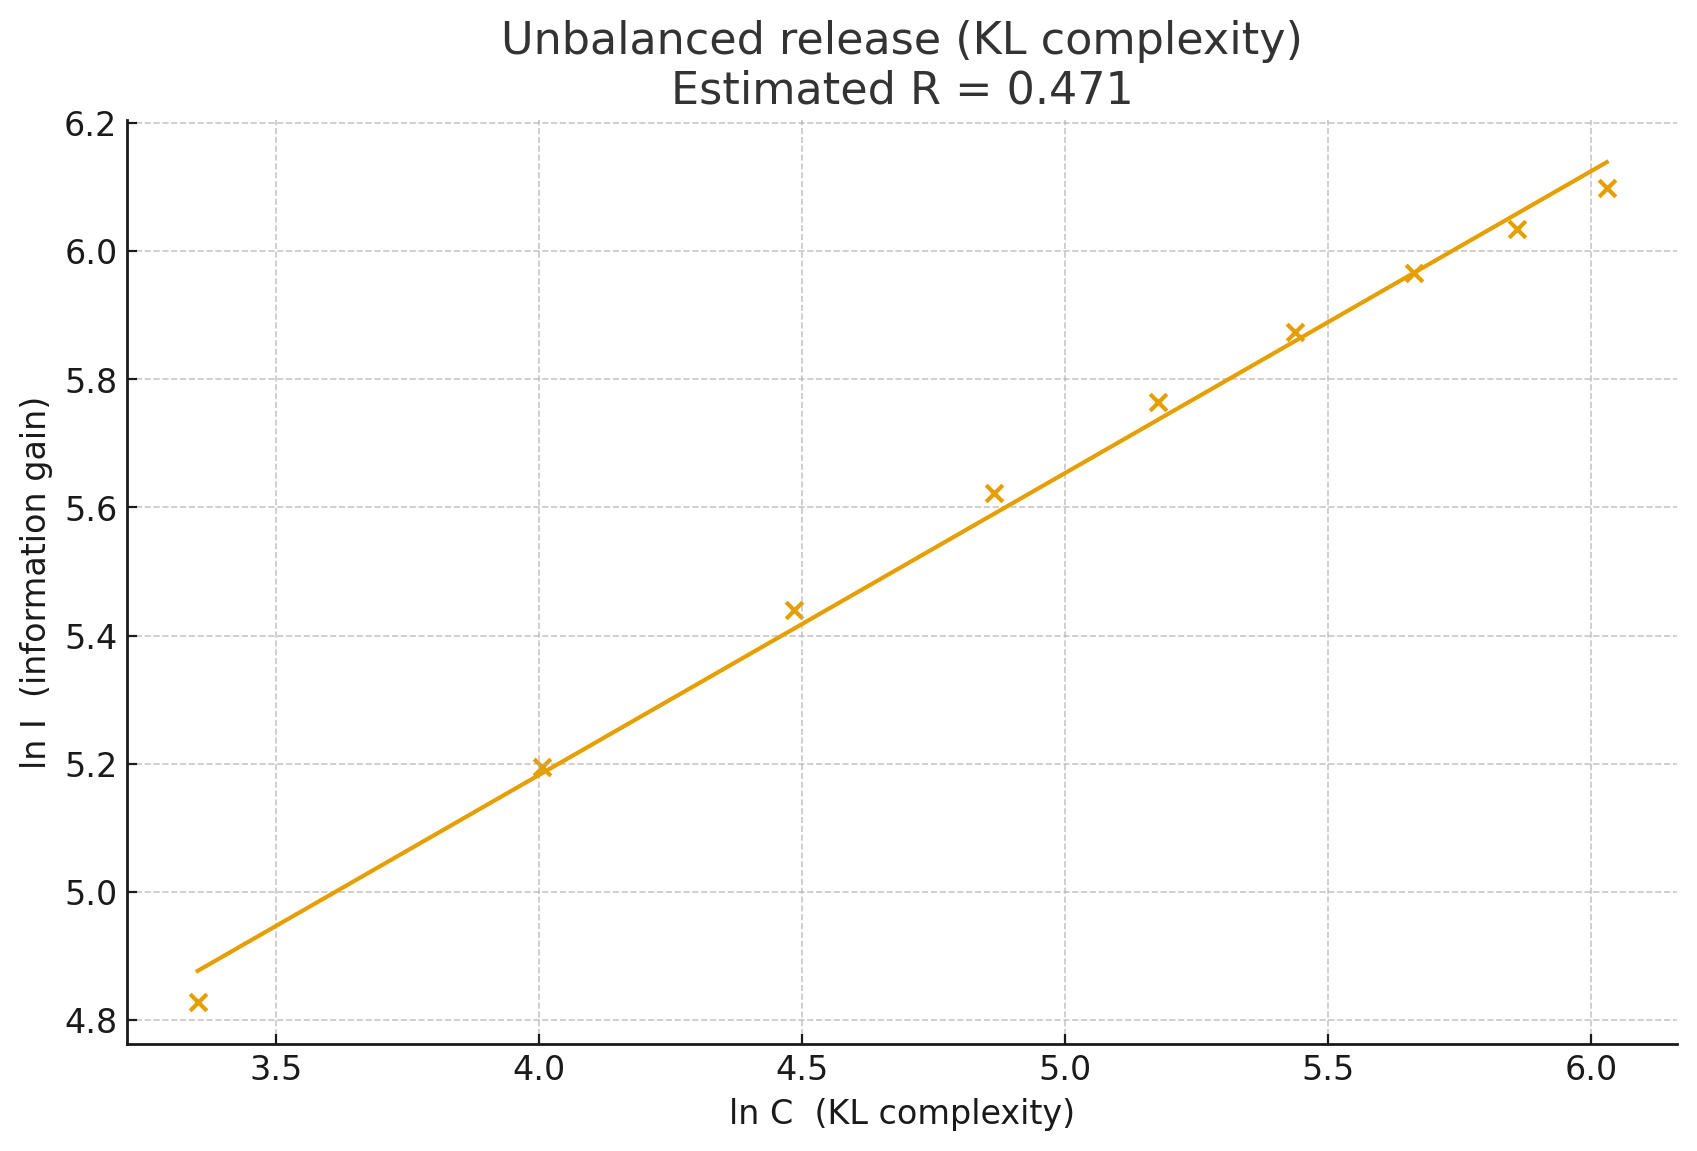 Unbalanced release (KL complexity)
Estimated R = 0.471
6.2
6.0
5.8
5.6
5.4
5.2
5.0
4.8
ln I (information gain)
3.5 4.0 4.5 5.0 5.5 6.0
ln C (KL complexity)